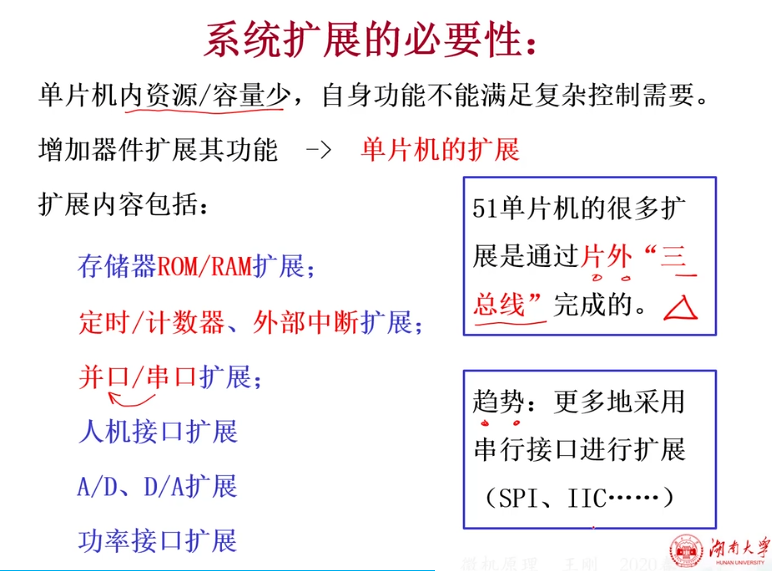 系统扩展的必要性：
单片机内资源/容量少，自身功能不能满足复杂控制需要。
增加器件扩展其功能 -> 单片机的扩展
扩展内容包括：
存储器ROM/RAM扩展；
定时/计数器、外部中断扩展；
并口/串口扩展；
人机接口扩展
A/D、D/A扩展
功率接口扩展
51单片机的很多扩
展是通过片外“三
总线”完成的。
趋势：更多地采用
串行接口进行扩展
（SPI、IIC……）
湖南大学
HUNAN UNIVERSITY
微机原理 王刚 2020